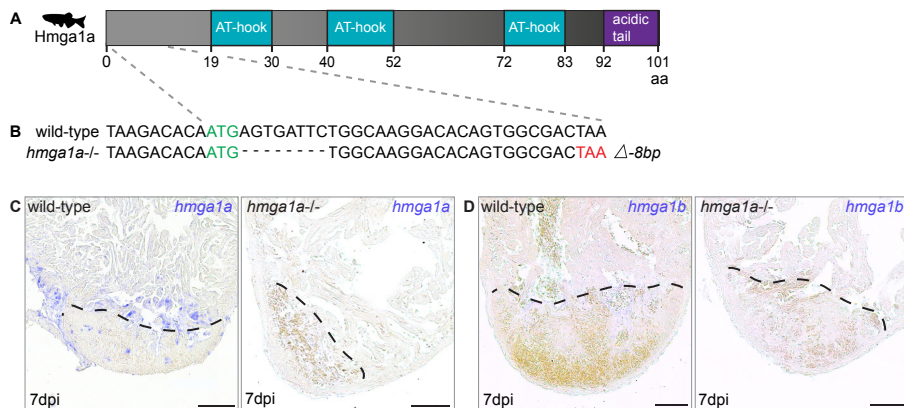 A
Hmga1a
AT-hook AT-hook AT-hook acidic tail
0 19 30 40 52 72 83 92 101
aa
B wild-type TAAGACACAATGAGTGATTCTGGCAAGGACACAGTGGCGACTAA
hmga1a-/- TAAGACACAATG--------TGGCAAGGACACAGTGGCGACTAA △-8bp
C wild-type hmga1a
7dpi
hmga1a-/- hmga1a
7dpi
D wild-type hmga1b
7dpi
hmga1a-/- hmga1b
7dpi